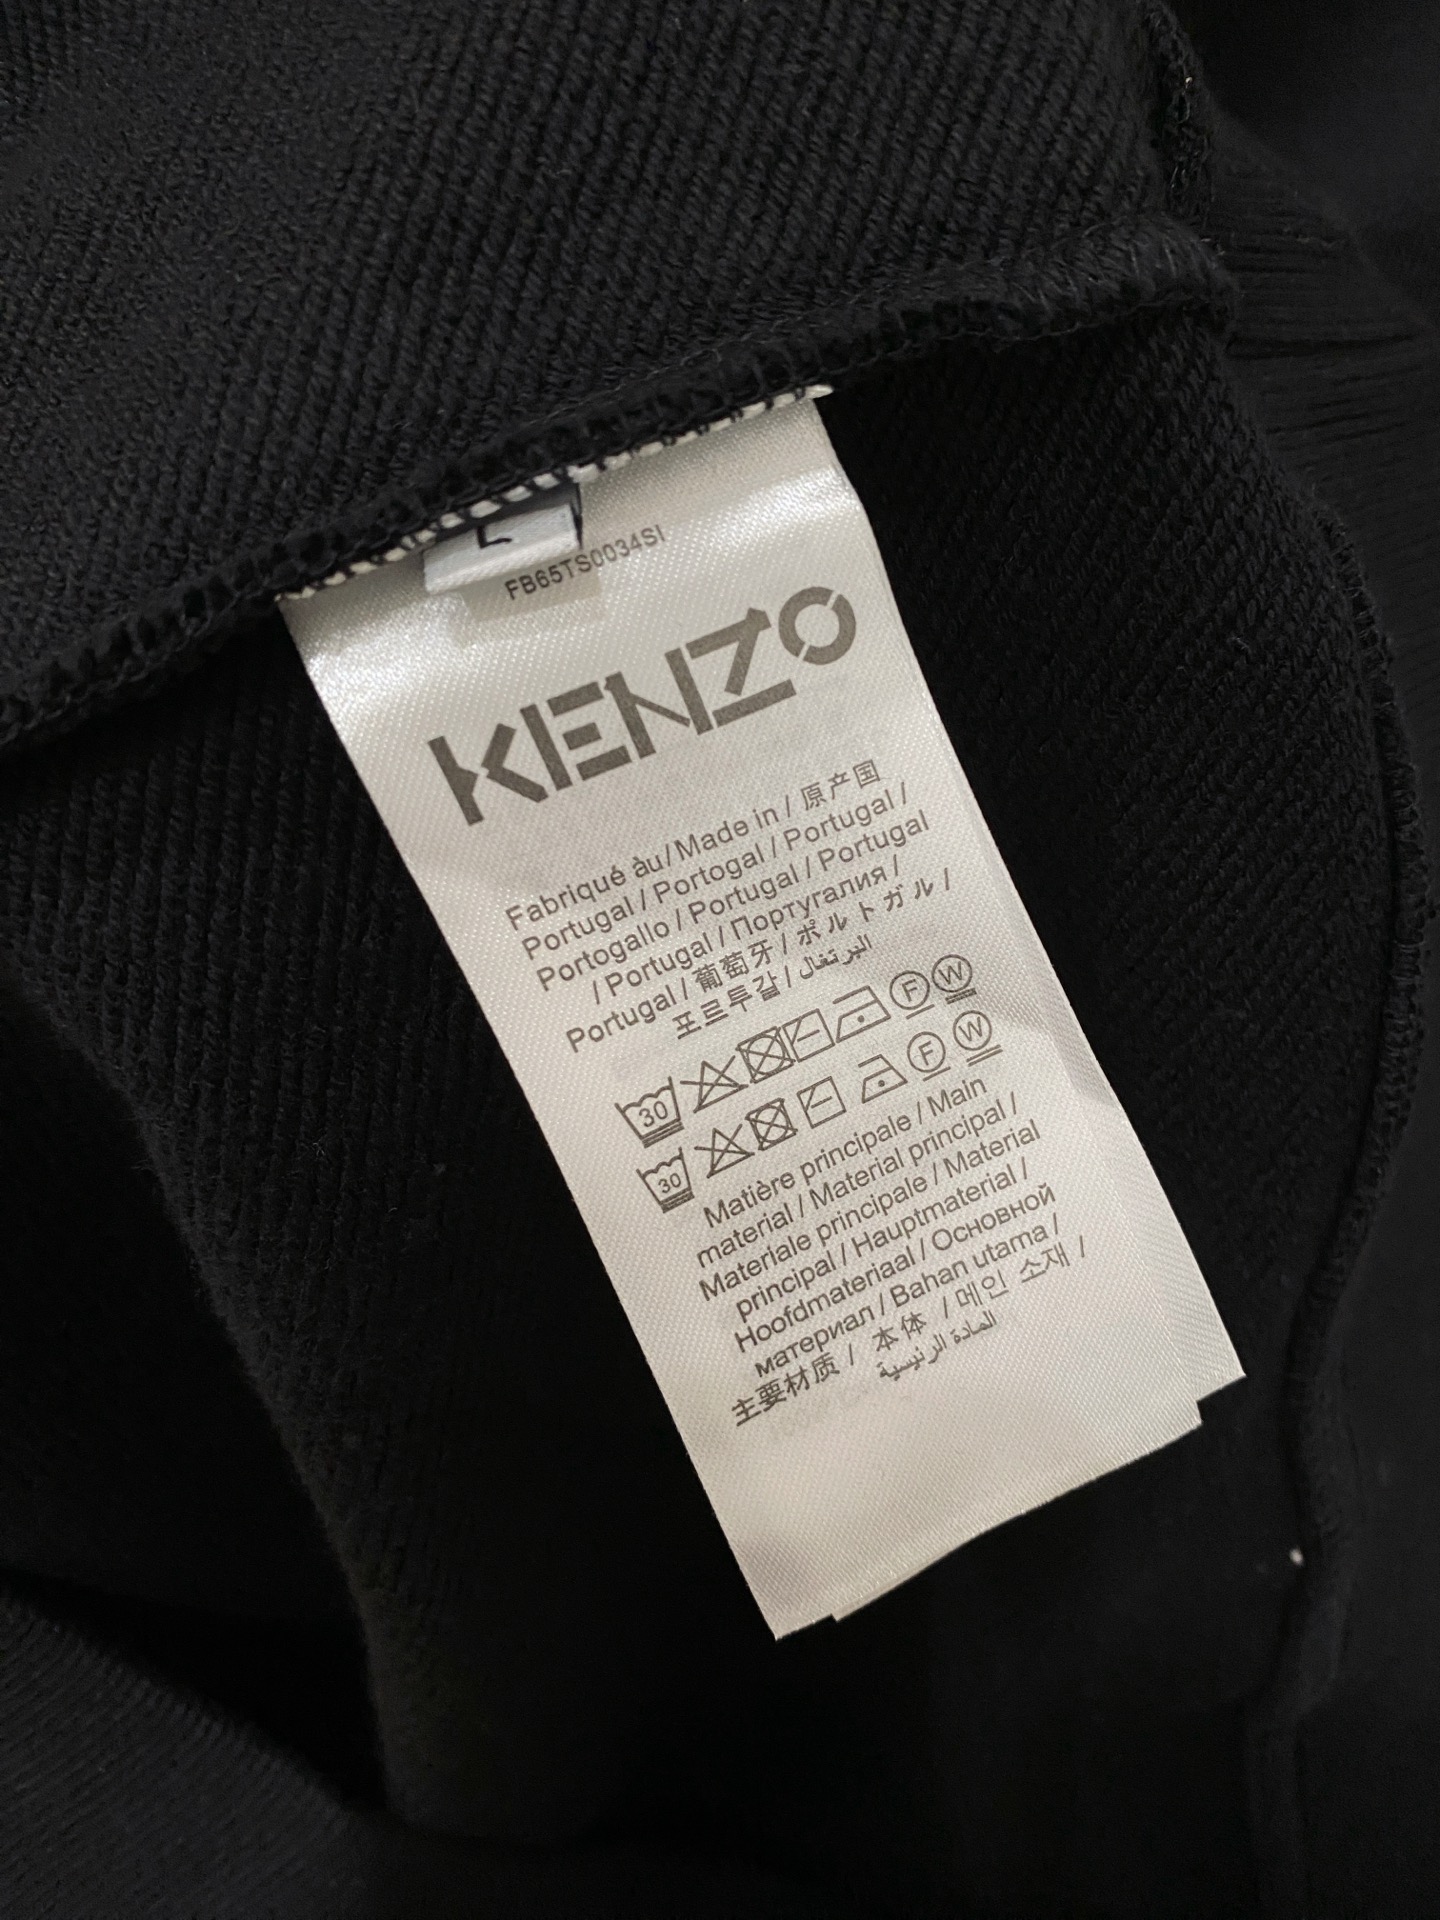 L
FB65TS0034SI
KENZO
Fabriqué àu / Made in / 原产国
Portugal / Portogal / Portugal /
Portogallo / Portugal / Portugal
/ Portugal / Португалия /
Portugal / 葡萄牙 / ポルトガル /
포르투갈 / البرتغال
30 F W
30 F W
Matière principale / Main
material / Material principal /
Materiale principale / Material
principal / Hauptmaterial /
Hoofdmateriaal / Основной
материал / Bahan utama /
主要材质 / 本体 / 메인 소재 /
المادة الرئيسية